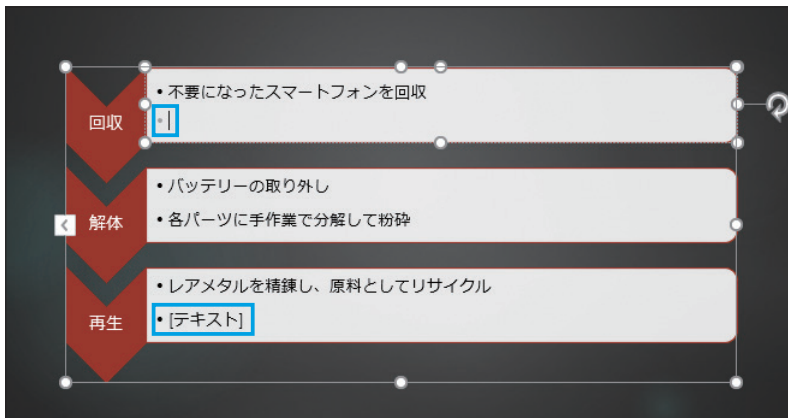 回収
• 不要になったスマートフォンを回収
•
解体
• バッテリーの取り外し
• 各パーツに手作業で分解して粉砕
再生
• レアメタルを精錬し、原料としてリサイクル
• [テキスト]